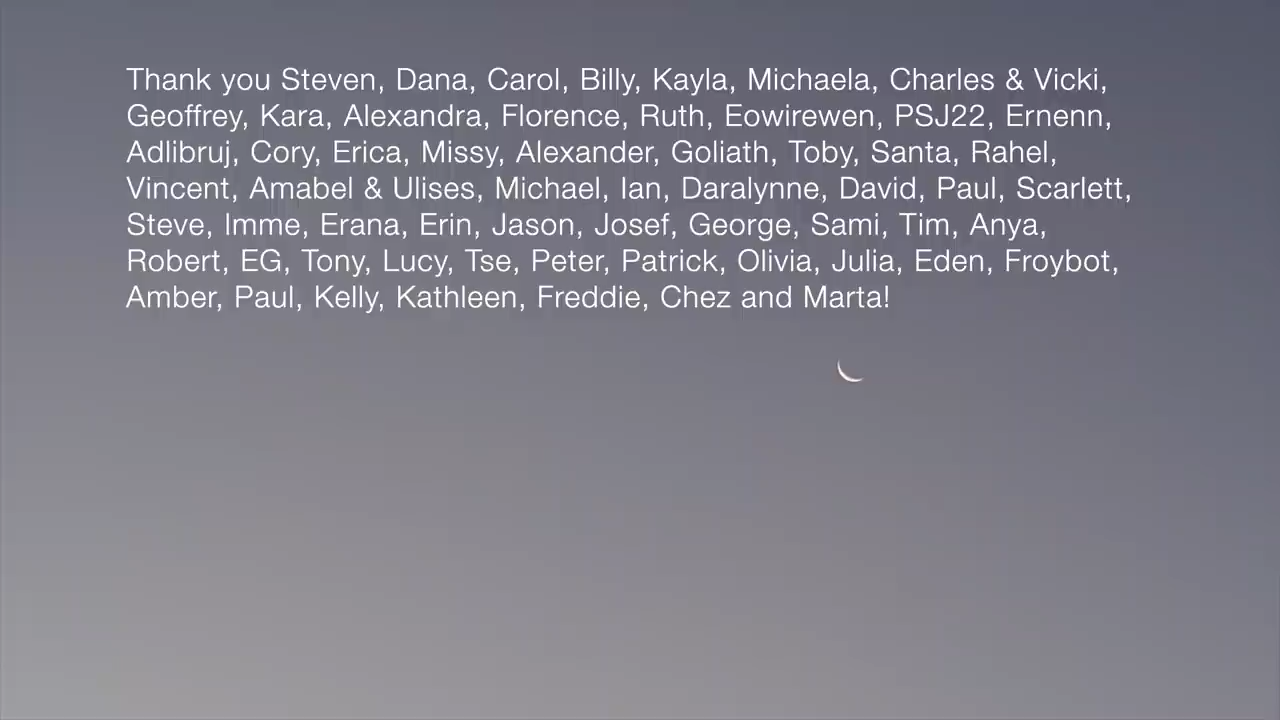 Thank you Steven, Dana, Carol, Billy, Kayla, Michaela, Charles & Vicki,
Geoffrey, Kara, Alexandra, Florence, Ruth, Eowirewen, PSJ22, Ernenn,
Adlibruj, Cory, Erica, Missy, Alexander, Goliath, Toby, Santa, Rahel,
Vincent, Amabel & Ulises, Michael, Ian, Daralynne, David, Paul, Scarlett,
Steve, Imme, Erana, Erin, Jason, Josef, George, Sami, Tim, Anya,
Robert, EG, Tony, Lucy, Tse, Peter, Patrick, Olivia, Julia, Eden, Froybot,
Amber, Paul, Kelly, Kathleen, Freddie, Chez and Marta!